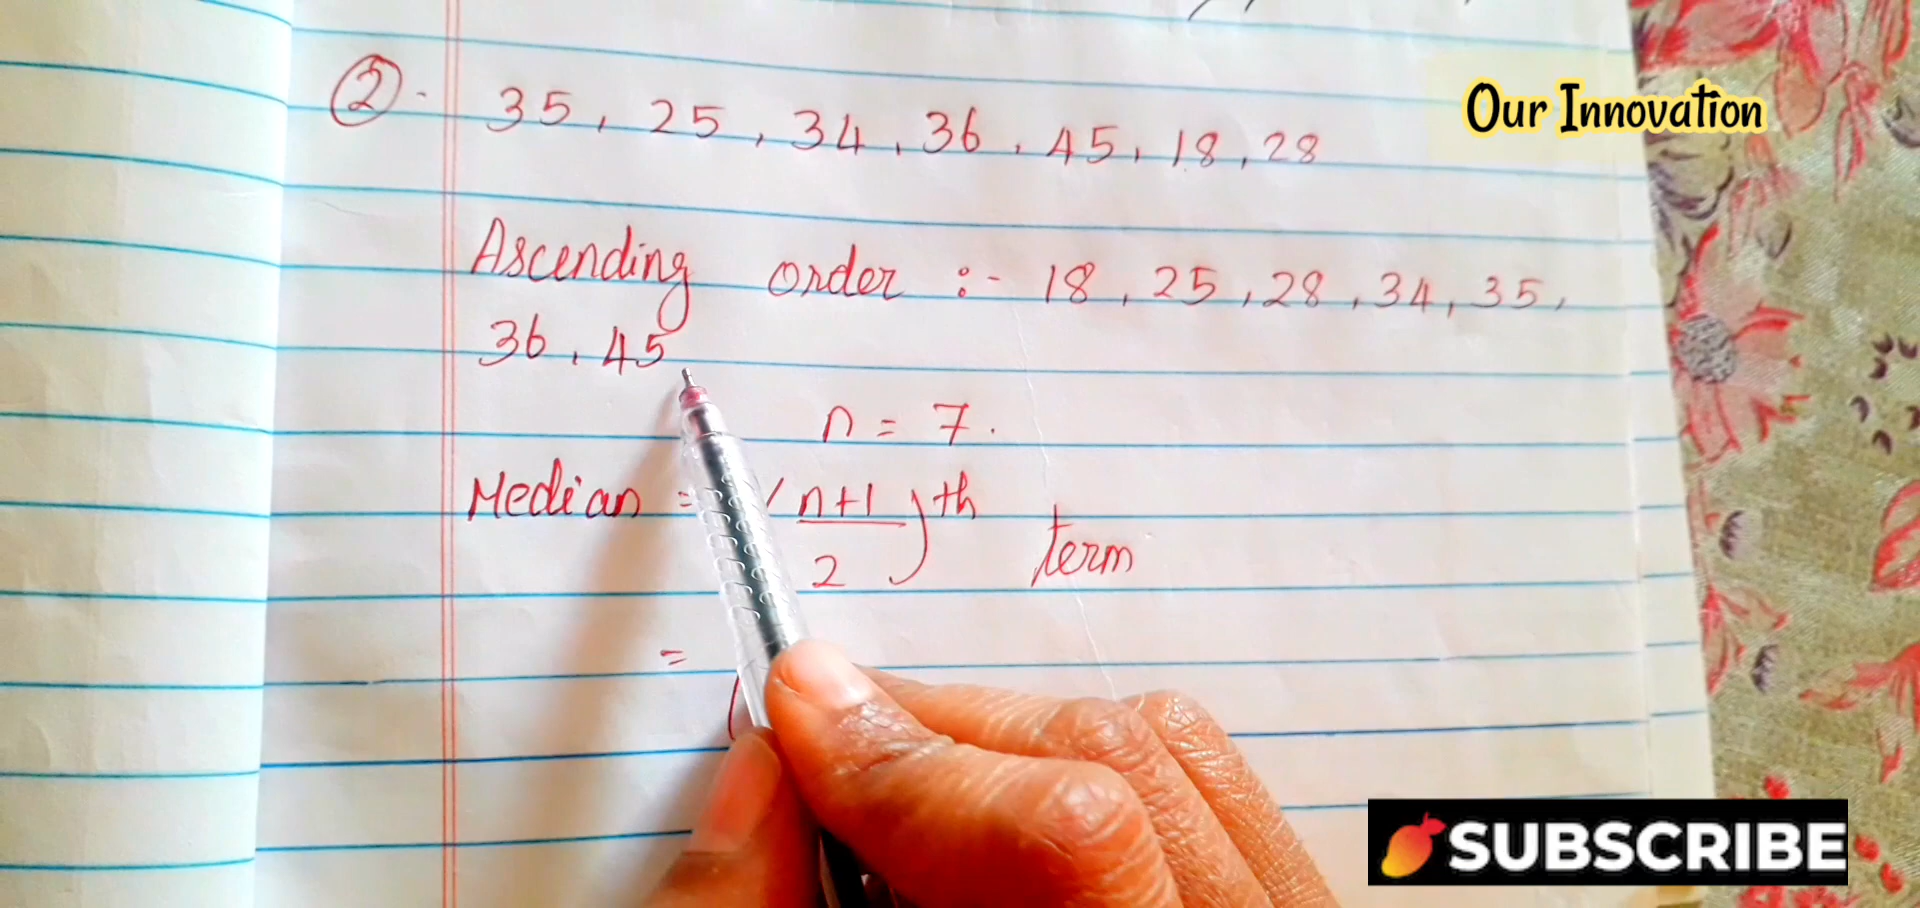 Our Innovation
②. 35, 25, 34, 36, 45, 18, 28
Ascending order :- 18, 25, 28, 34, 35,
36, 45
n = 7.
Median = (n+1/2)th term
=
SUBSCRIBE